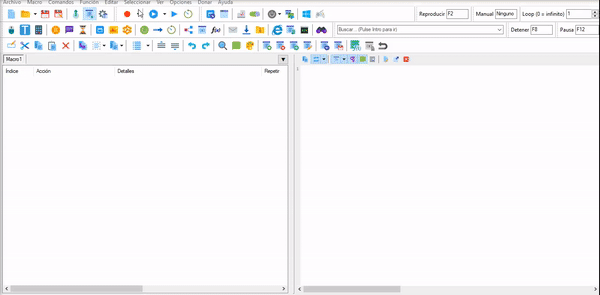 Archivo Macro Comandos Función Editar Seleccionar Ver Opciones Donar Ayuda
Reproducir F2 Manual Ninguno Loop (0 = infinito) 1
Buscar... (Pulse Intro para ir) Detener F8 Pausa F12
Macro1
Indice Acción Detalles Repetir
1